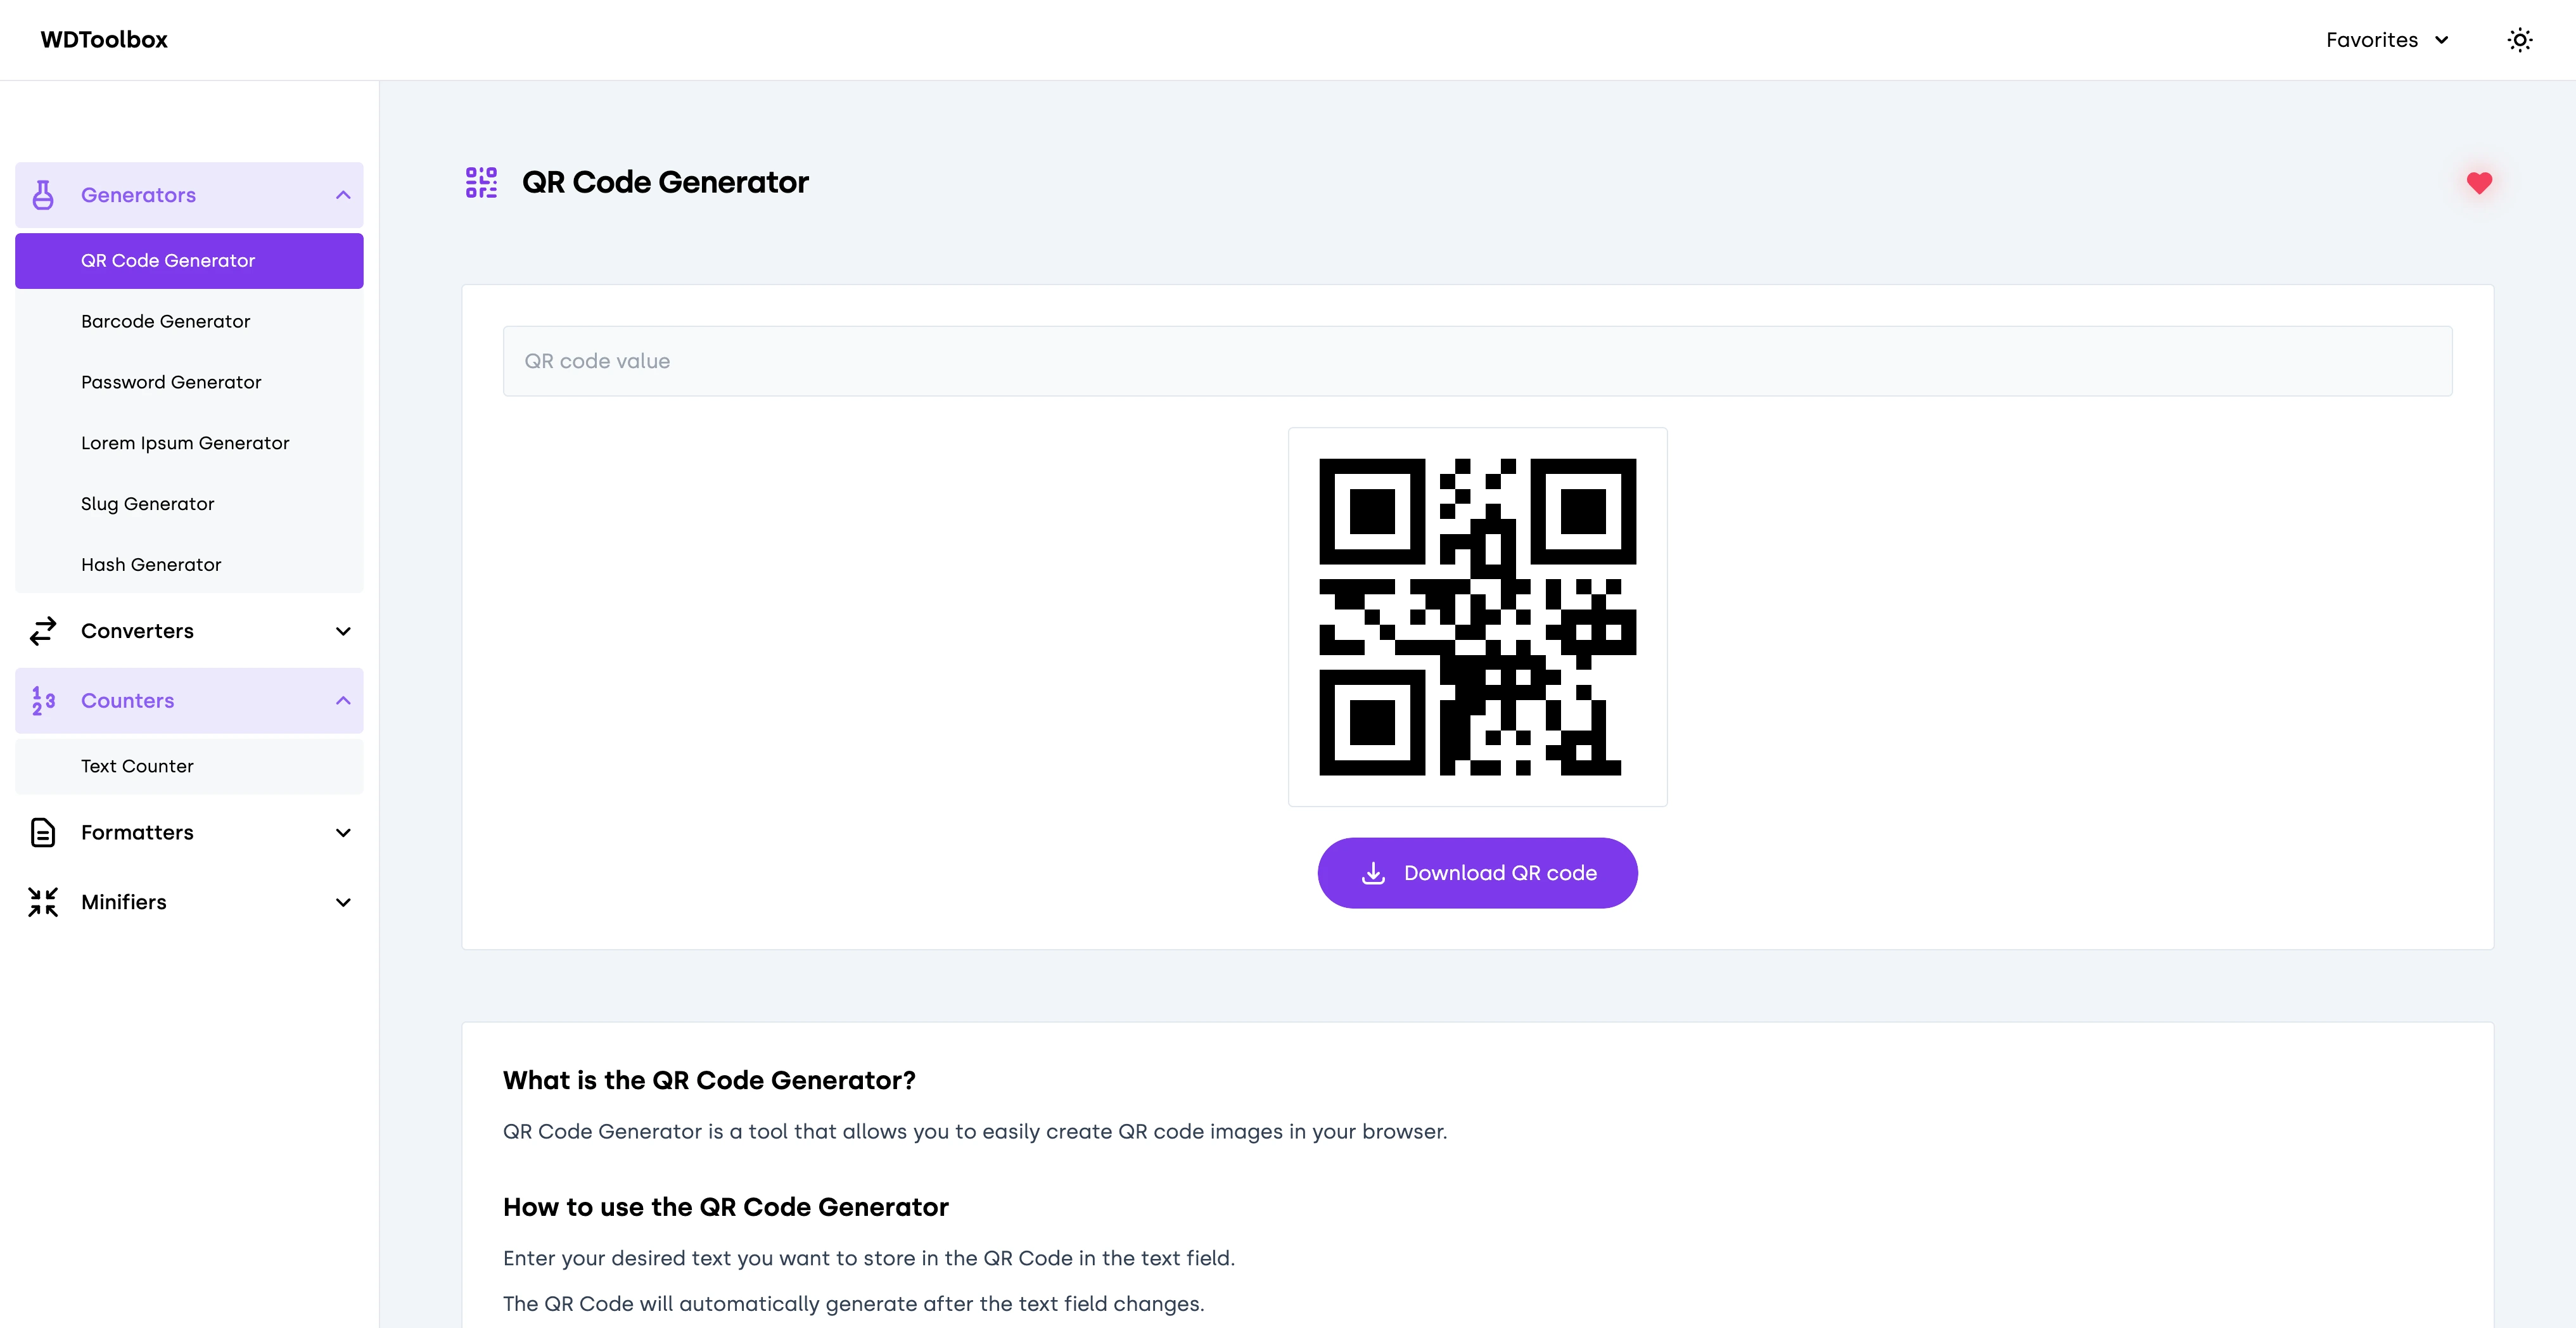 WDToolbox
Favorites
Generators
QR Code Generator
Barcode Generator
Password Generator
Lorem Ipsum Generator
Slug Generator
Hash Generator
Converters
Counters
Text Counter
Formatters
Minifiers
QR Code Generator
QR code value
Download QR code
What is the QR Code Generator?
QR Code Generator is a tool that allows you to easily create QR code images in your browser.
How to use the QR Code Generator
Enter your desired text you want to store in the QR Code in the text field.
The QR Code will automatically generate after the text field changes.